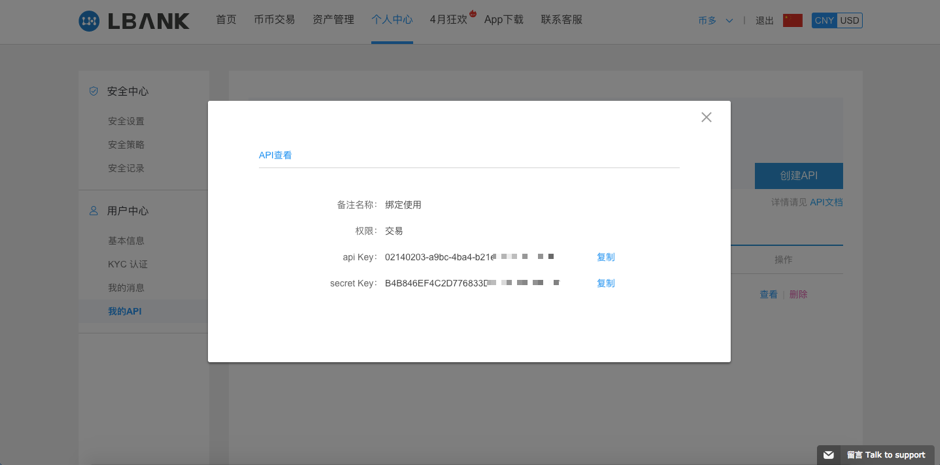 LBANK 首页 币币交易 资产管理 个人中心 4月狂欢 App下载 联系客服 币多 | 退出 CNY USD
安全中心
安全设置
安全策略
安全记录
用户中心
基本信息
KYC 认证
我的消息
我的API
API查看
备注名称: 绑定使用
权限: 交易
api Key: 02140203-a9bc-4ba4-b21e 复制
secret Key: B4B846EF4C2D776833D 复制
创建API
详情请见 API文档
操作
查看 | 删除
留言 Talk to support